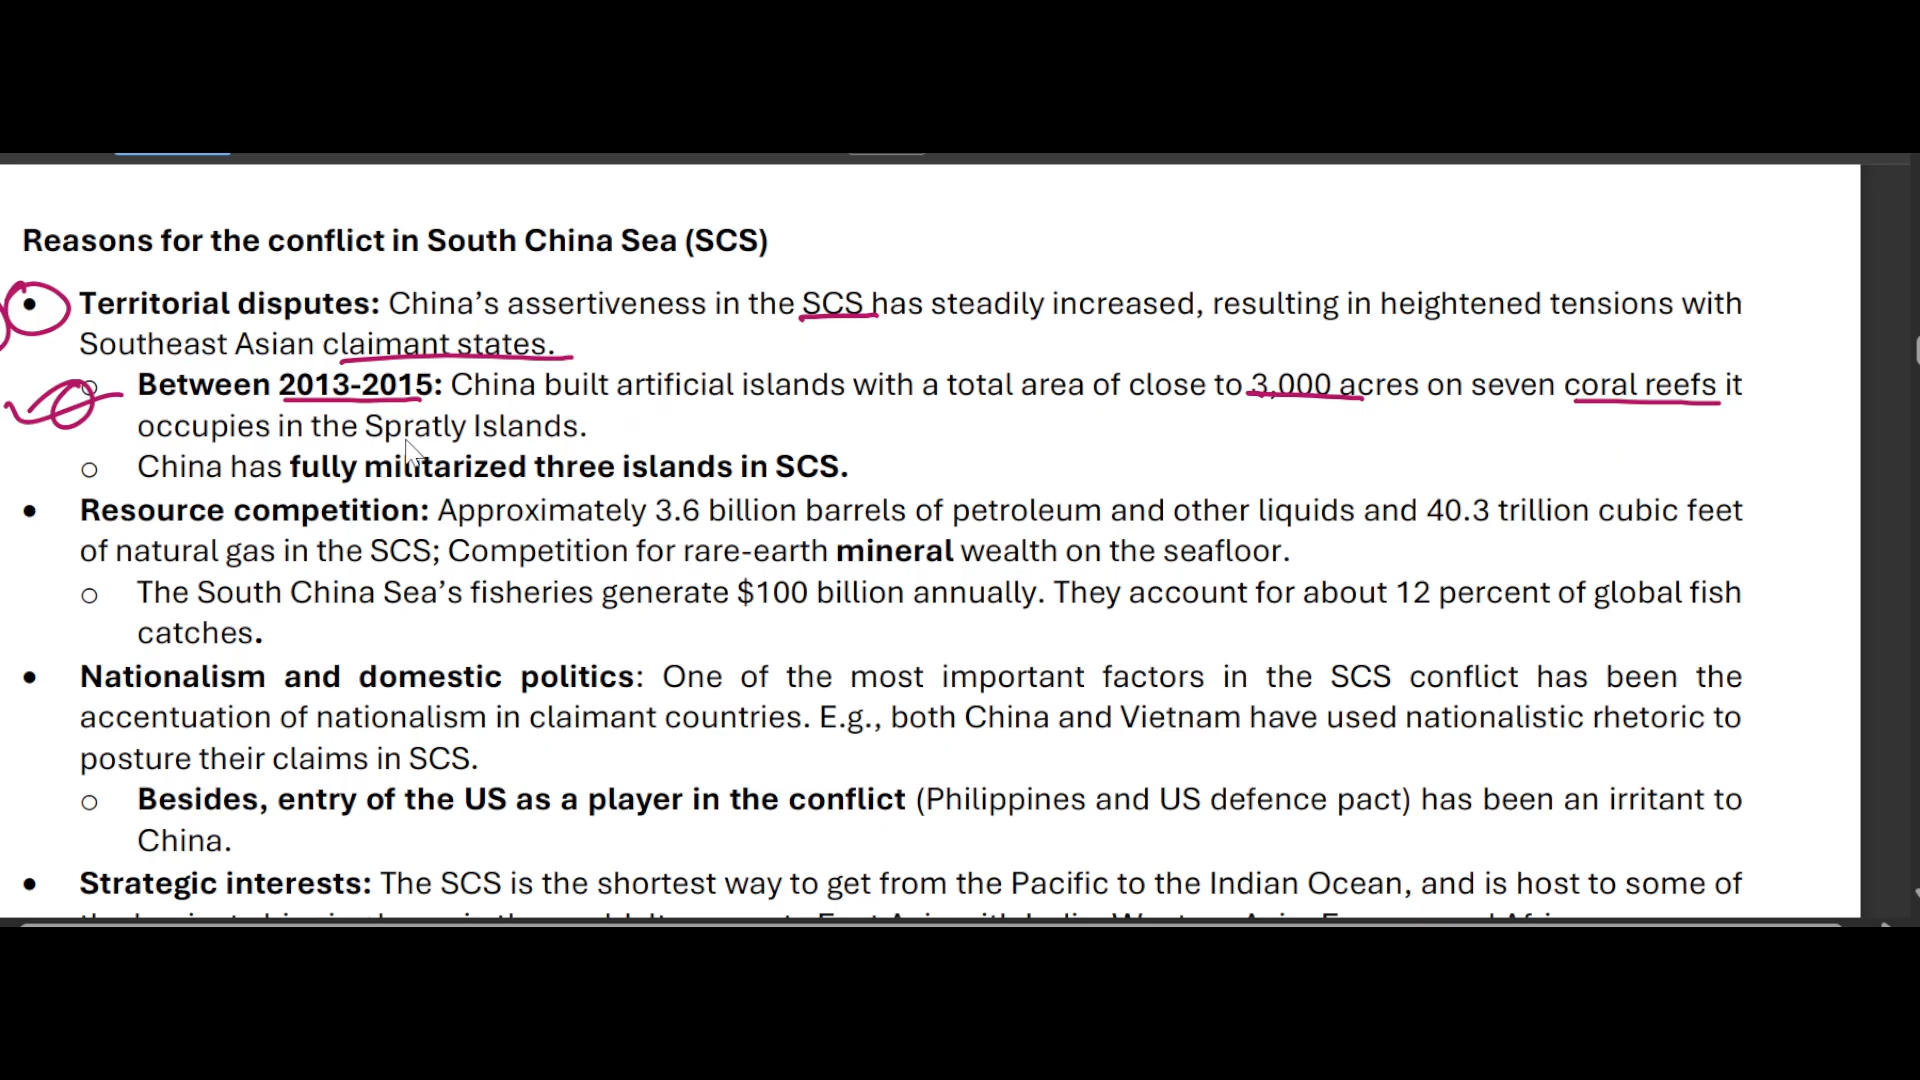 Reasons for the conflict in South China Sea (SCS)
• Territorial disputes: China’s assertiveness in the SCS has steadily increased, resulting in heightened tensions with
Southeast Asian claimant states.
o Between 2013-2015: China built artificial islands with a total area of close to 3,000 acres on seven coral reefs it
occupies in the Spratly Islands.
o China has fully militarized three islands in SCS.
• Resource competition: Approximately 3.6 billion barrels of petroleum and other liquids and 40.3 trillion cubic feet
of natural gas in the SCS; Competition for rare-earth mineral wealth on the seafloor.
o The South China Sea’s fisheries generate $100 billion annually. They account for about 12 percent of global fish
catches.
• Nationalism and domestic politics: One of the most important factors in the SCS conflict has been the
accentuation of nationalism in claimant countries. E.g., both China and Vietnam have used nationalistic rhetoric to
posture their claims in SCS.
o Besides, entry of the US as a player in the conflict (Philippines and US defence pact) has been an irritant to
China.
• Strategic interests: The SCS is the shortest way to get from the Pacific to the Indian Ocean, and is host to some of